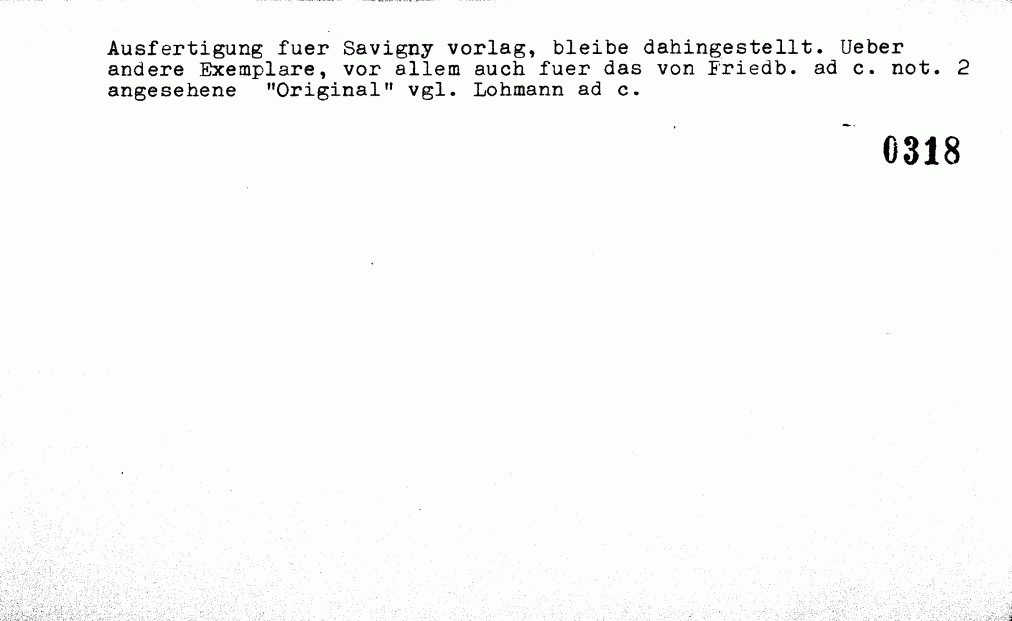 Ausfertigung fuer Savigny vorlag, bleibe dahingestellt. Ueber
andere Exemplare, vor allem auch fuer das von Friedb. ad c. not. 2
angesehene  "Original" vgl. Lohmann ad c.
0318